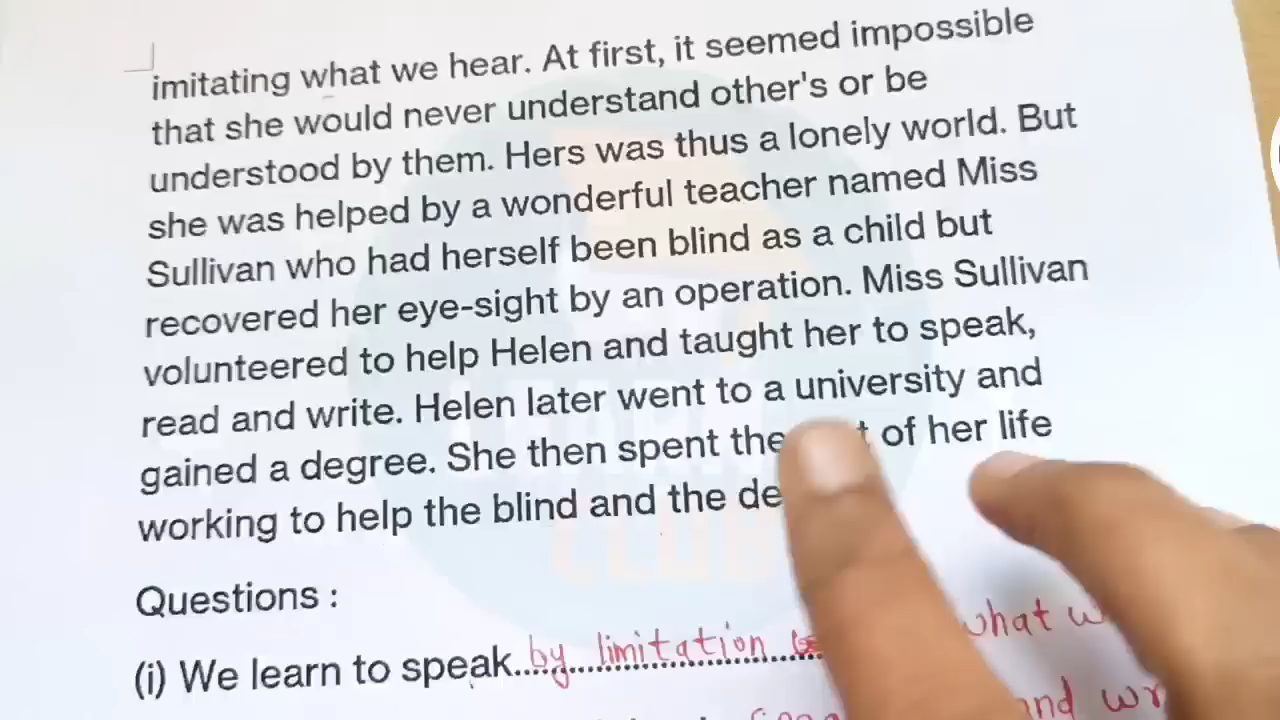 imitating what we hear. At first, it seemed impossible
that she would never understand other's or be
understood by them. Hers was thus a lonely world. But
she was helped by a wonderful teacher named Miss
Sullivan who had herself been blind as a child but
recovered her eye-sight by an operation. Miss Sullivan
volunteered to help Helen and taught her to speak,
read and write. Helen later went to a university and
gained a degree. She then spent the of her life
working to help the blind and the
Questions :
(i) We learn to speak by limitation what
and